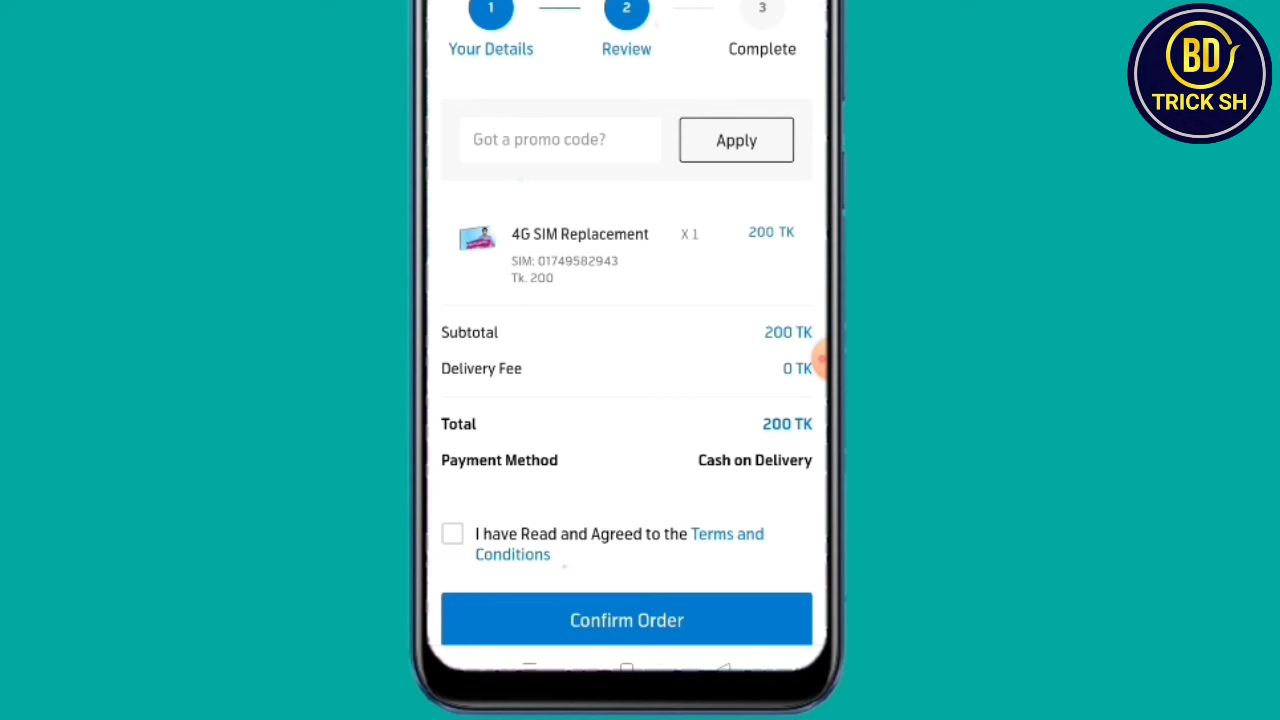 1
2
3
Your Details
Review
Complete
BD
TRICK SH
Got a promo code?
Apply
4G SIM Replacement
X 1
200 TK
SIM: 01749582943
Tk. 200
Subtotal
200 TK
Delivery Fee
0 TK
Total
200 TK
Payment Method
Cash on Delivery
I have Read and Agreed to the Terms and
Conditions
Confirm Order